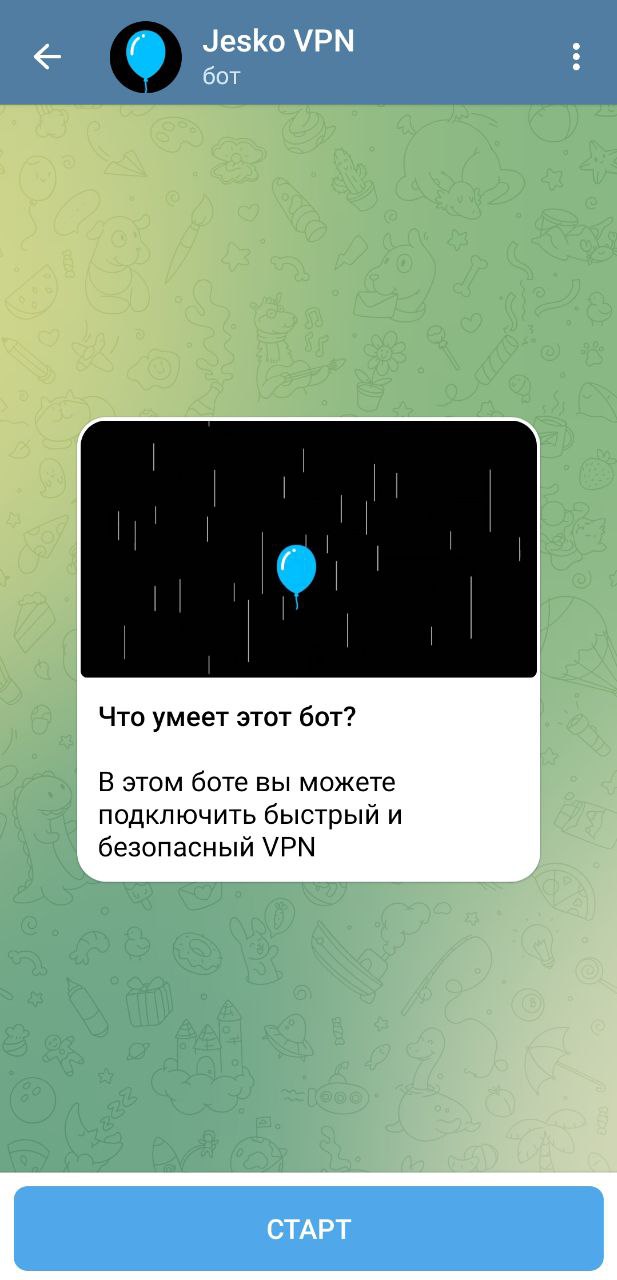 Jesko VPN
бот
Что умеет этот бот?
В этом боте вы можете
подключить быстрый и
безопасный VPN
СТАРТ